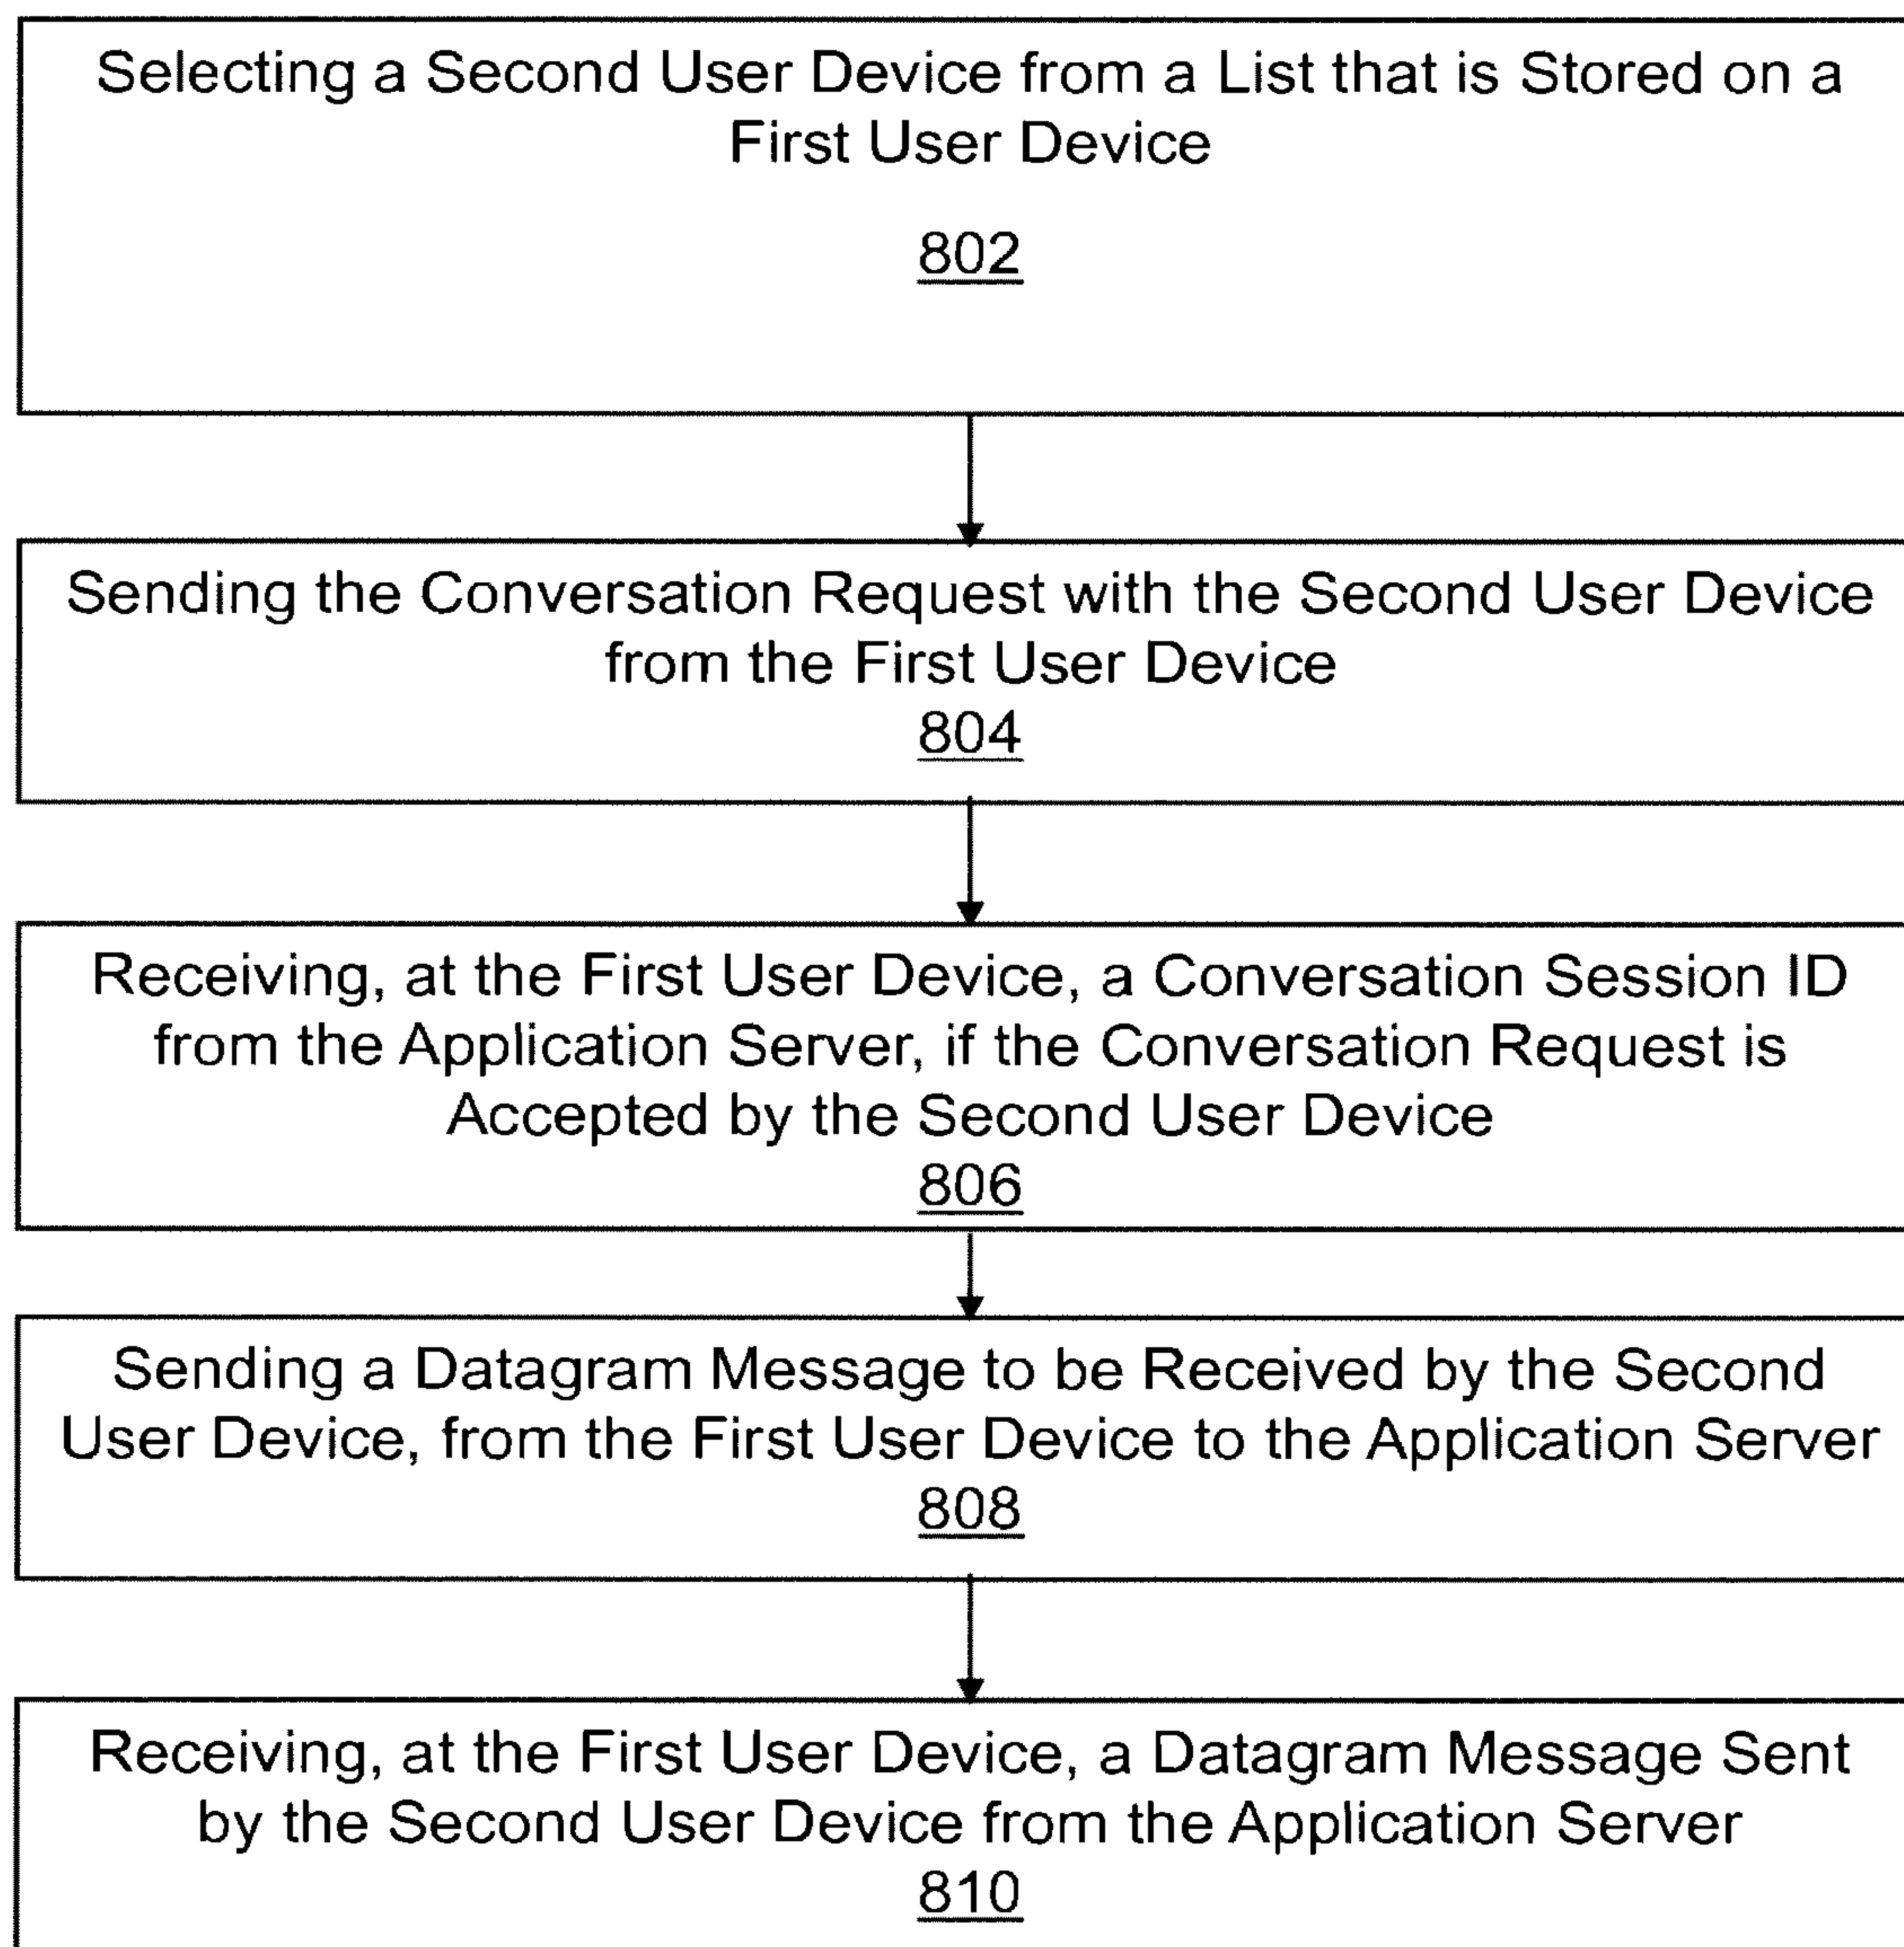 Selecting a Second User Device from a List that is Stored on a
First User Device
802
Sending the Conversation Request with the Second User Device
from the First User Device
804
Receiving, at the First User Device, a Conversation Session ID
from the Application Server, if the Conversation Request is
Accepted by the Second User Device
806
Sending a Datagram Message to be Received by the Second
User Device, from the First User Device to the Application Server
808
Receiving, at the First User Device, a Datagram Message Sent
by the Second User Device from the Application Server
810